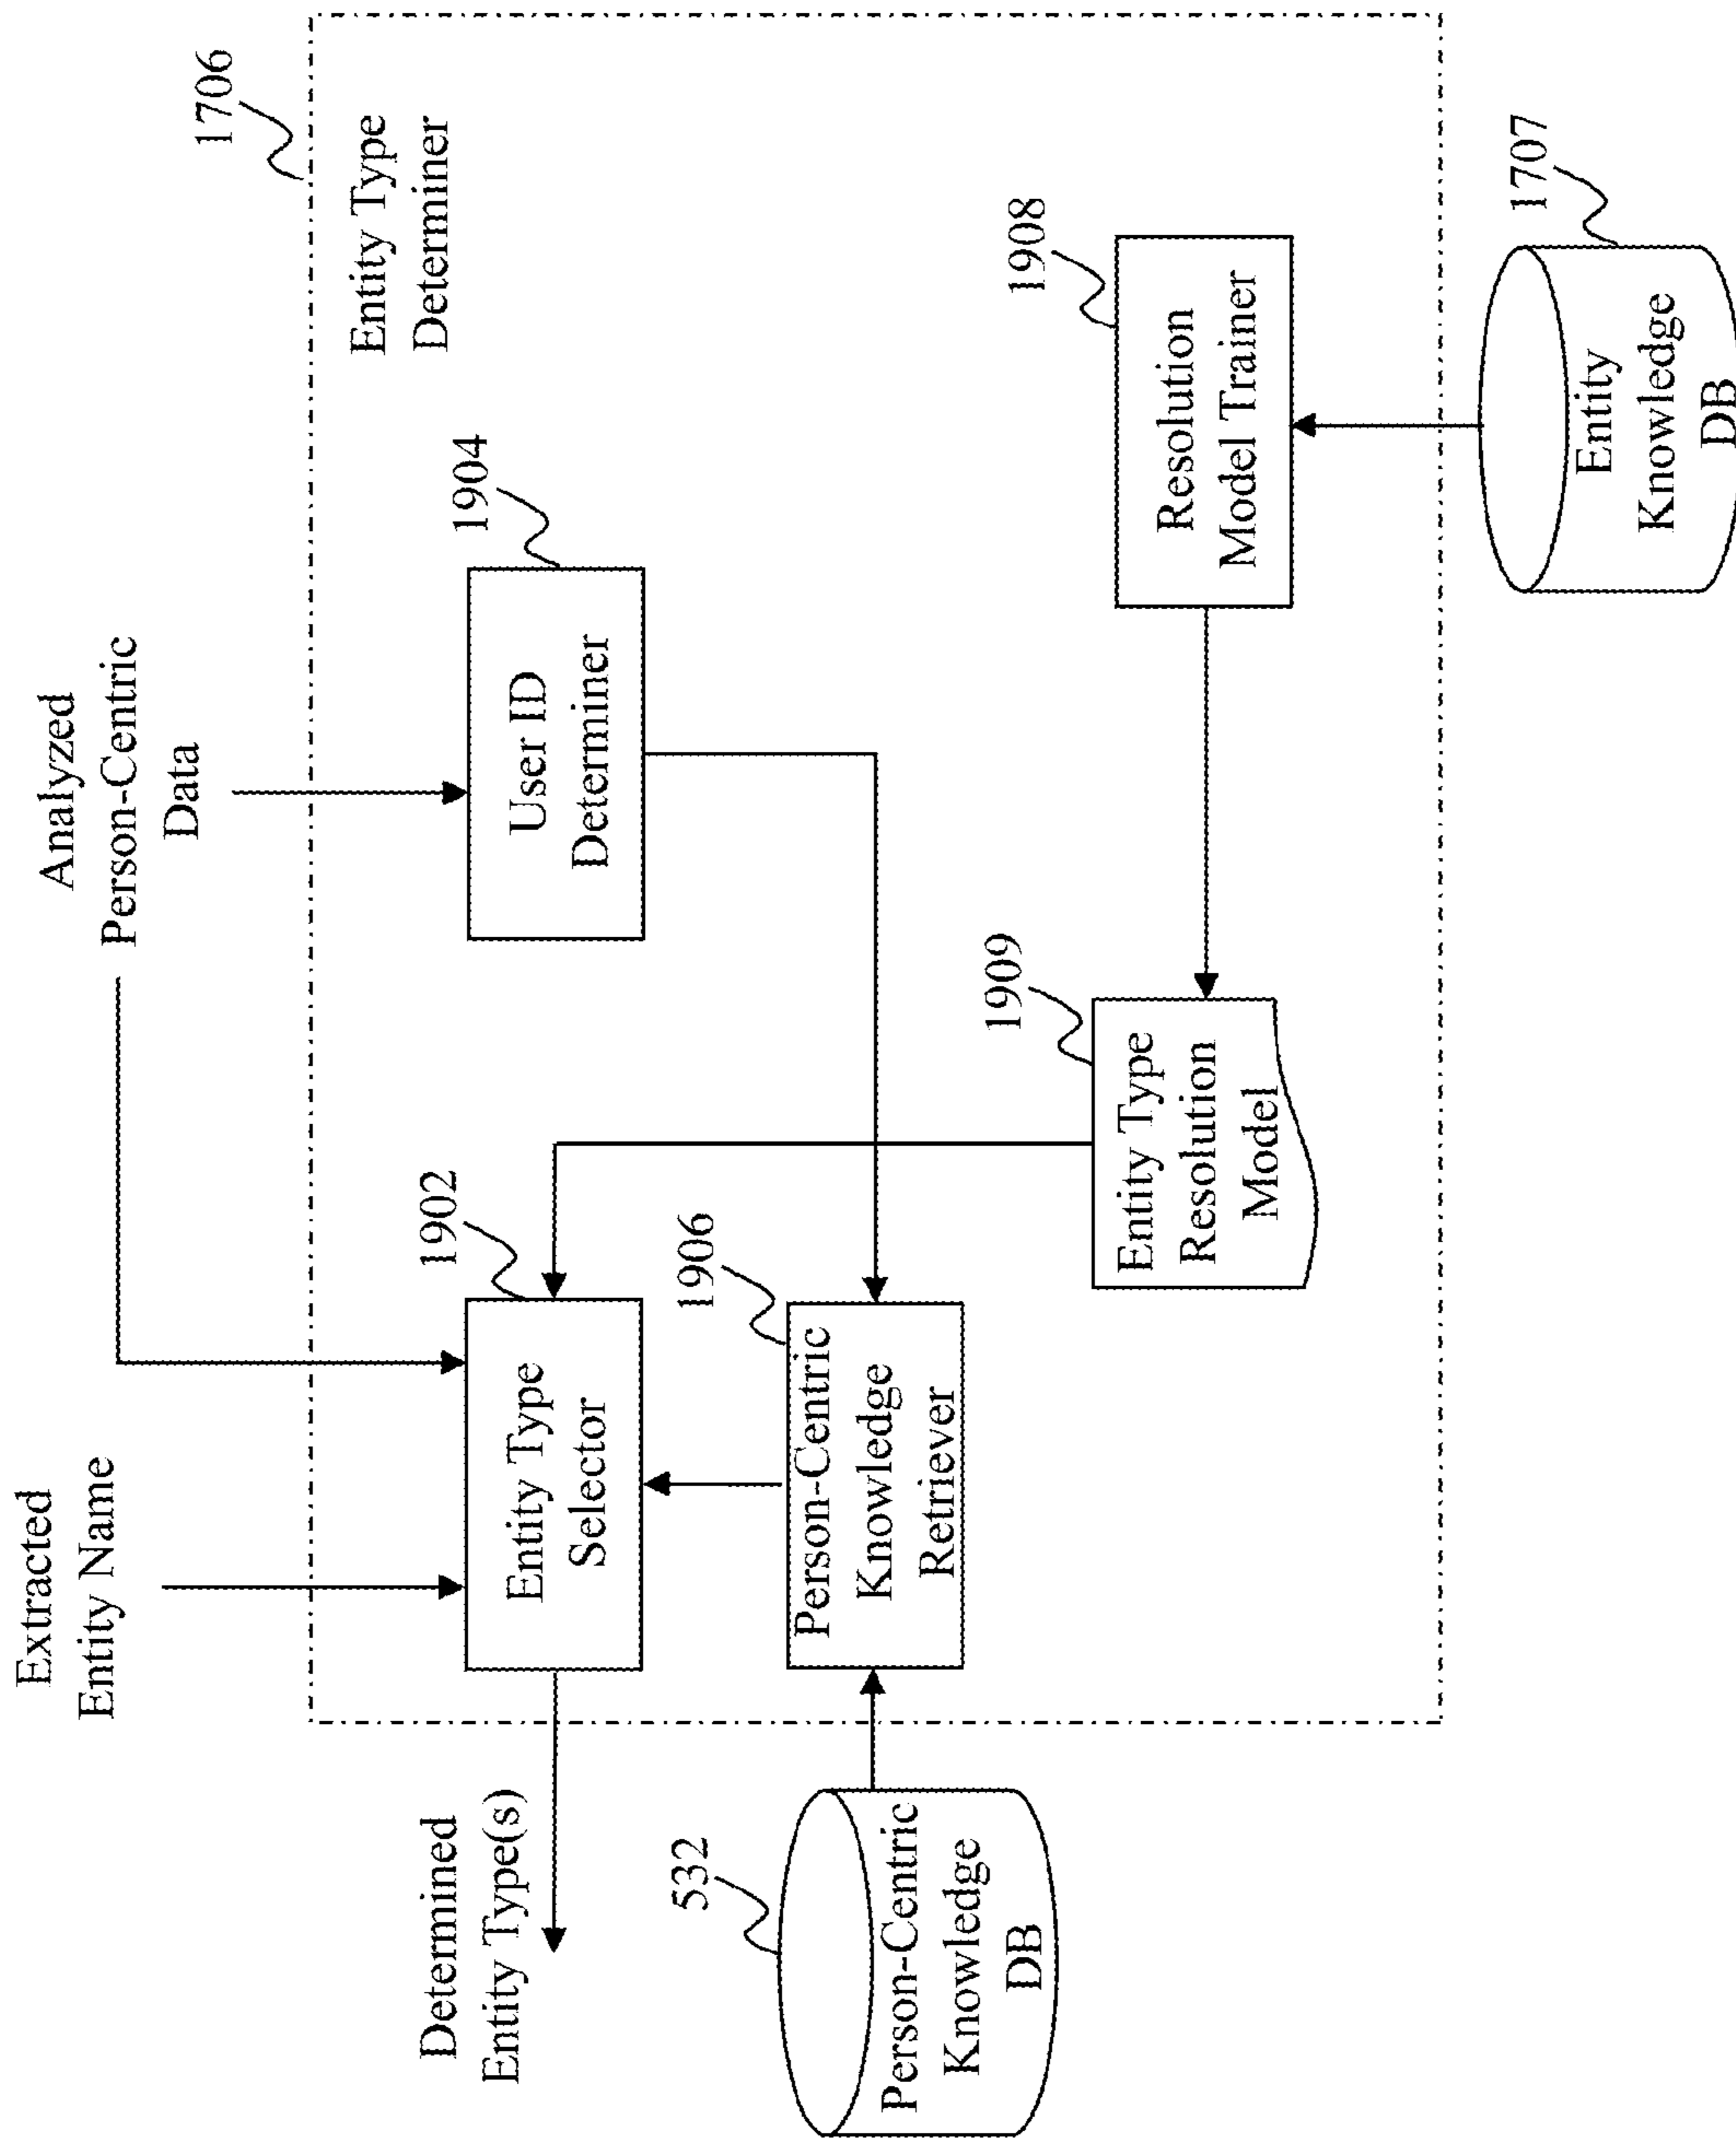 Extracted
Entity Name
Analyzed
Person-Centric
Data
1706
Entity Type
Determiner
Determined
Entity Type(s)
1902
Entity Type
Selector
1904
User ID
Determiner
532
Person-Centric
Knowledge
DB
1906
Person-Centric
Knowledge
Retriever
1909
Entity Type
Resolution
Model
1908
Resolution
Model Trainer
1707
Entity
Knowledge
DB